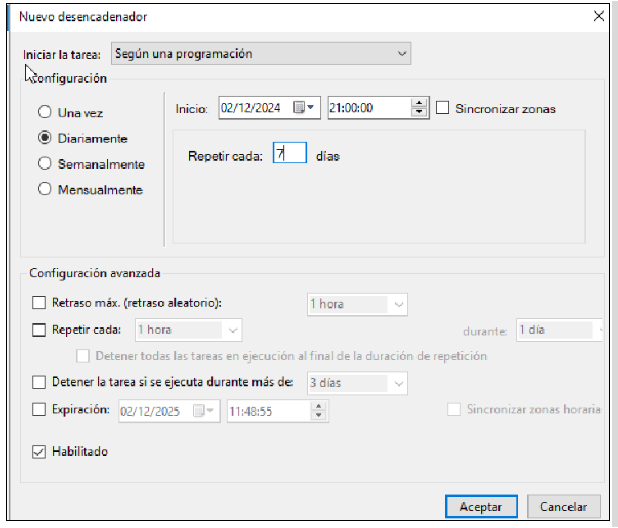 Nuevo desencadenador
Iniciar la tarea: Según una programación
Configuración
Una vez
Inicio: 02/12/2024 21:00:00 Sincronizar zonas
Diariamente
Repetir cada: 7 días
Semanalmente
Mensualmente
Configuración avanzada
Retraso máx. (retraso aleatorio): 1 hora
Repetir cada: 1 hora durante: 1 día
Detener todas las tareas en ejecución al final de la duración de repetición
Detener la tarea si se ejecuta durante más de: 3 días
Expiración: 02/12/2025 11:48:55 Sincronizar zonas horaria
Habilitado
Aceptar Cancelar